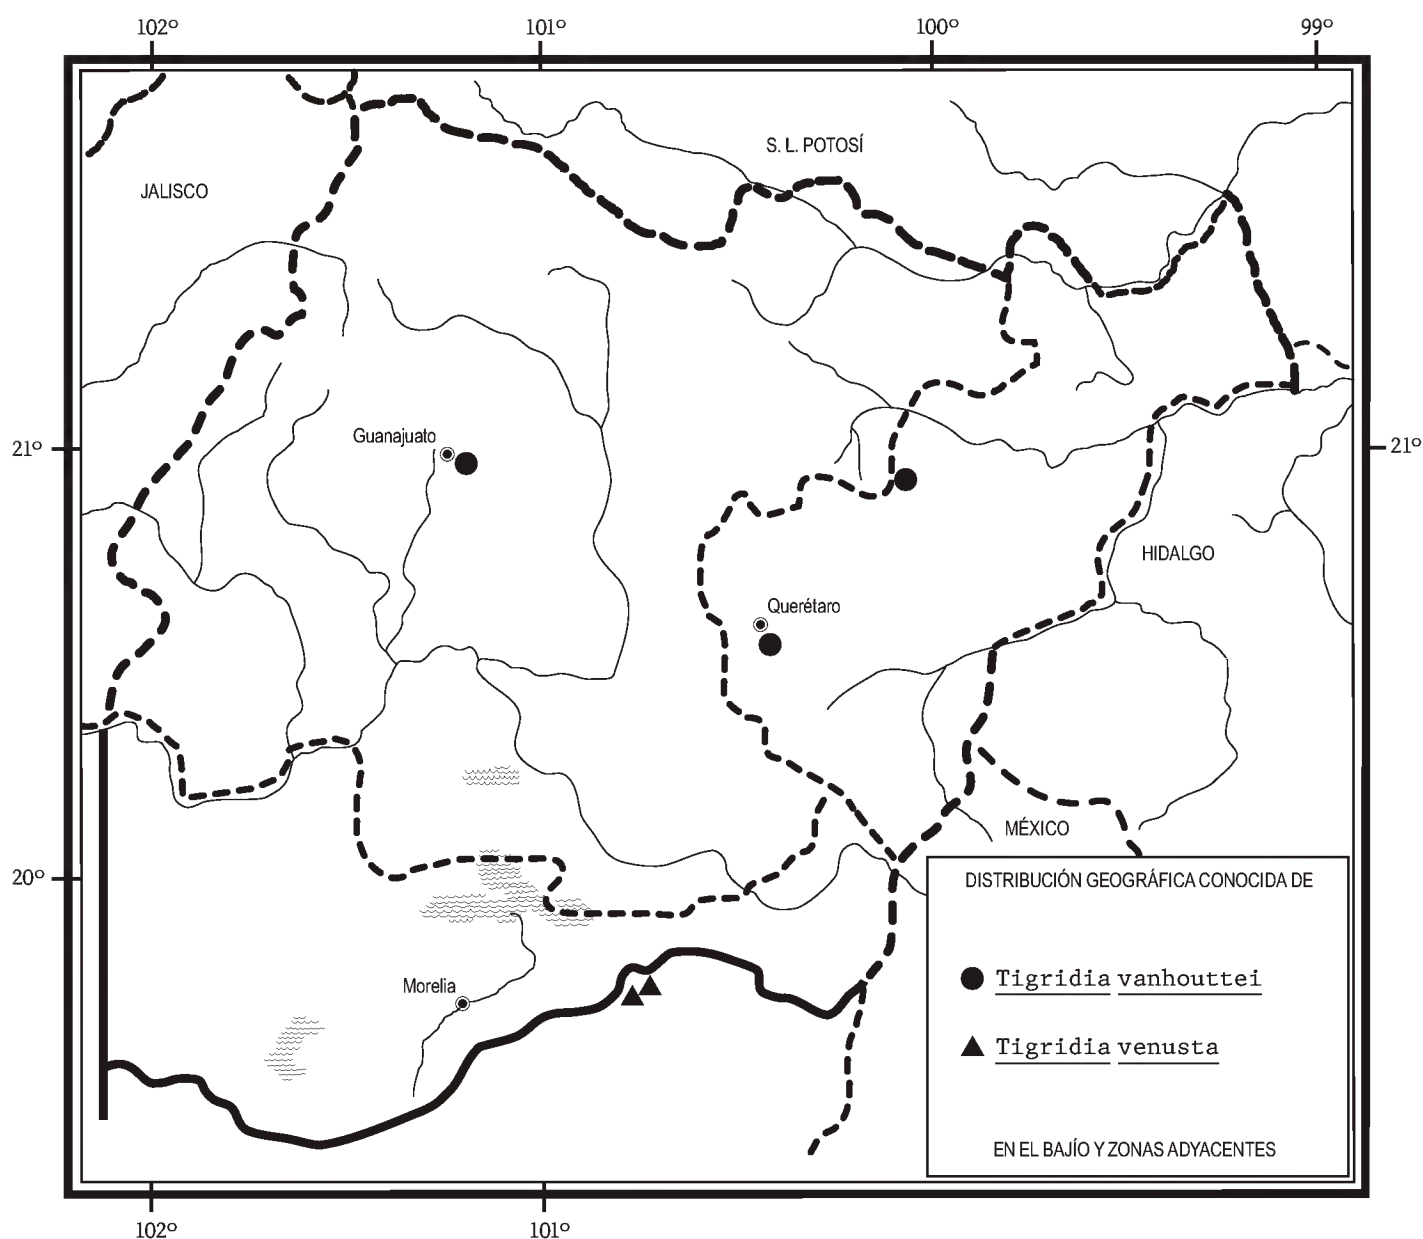 102º 101º 100º 99º
S. L. POTOSÍ
JALISCO
Guanajuato
21º 21º
HIDALGO
Querétaro
MÉXICO
20º
DISTRIBUCIÓN GEOGRÁFICA CONOCIDA DE
Tigridia vanhouttei
Morelia
Tigridia venusta
EN EL BAJÍO Y ZONAS ADYACENTES
102º 101º